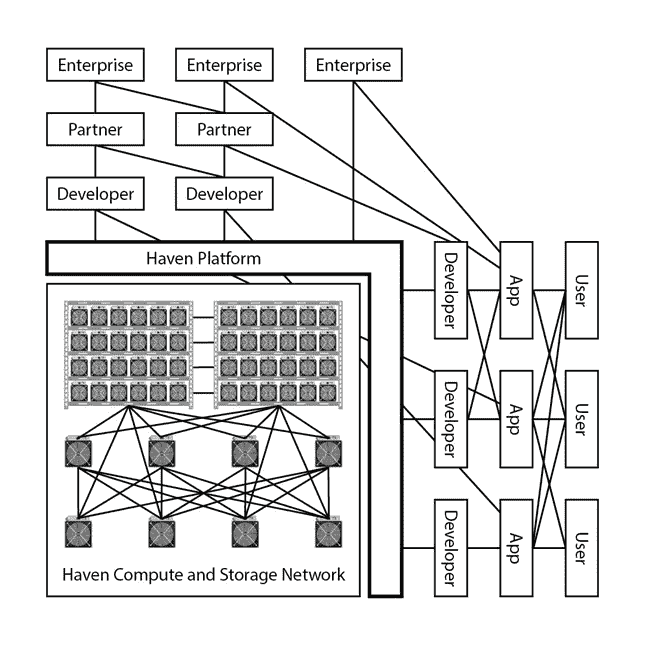 Enterprise
Enterprise
Enterprise
Partner
Partner
Developer
Developer
Haven Platform
Developer
App
User
Developer
App
User
Developer
App
User
Haven Compute and Storage Network